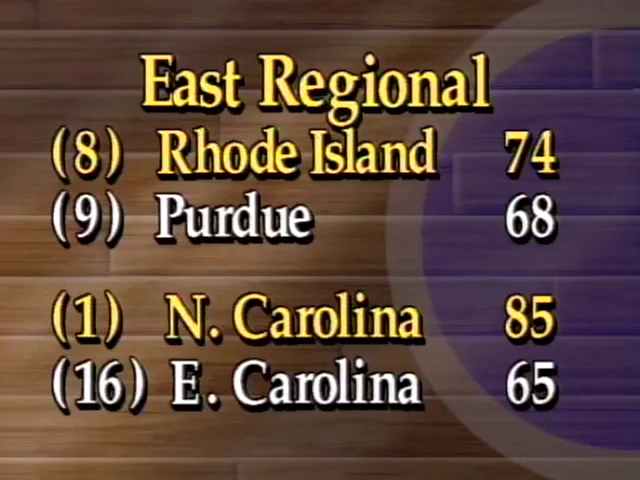 East Regional
(8) Rhode Island 74
(9) Purdue 68
(1) N. Carolina 85
(16) E. Carolina 65